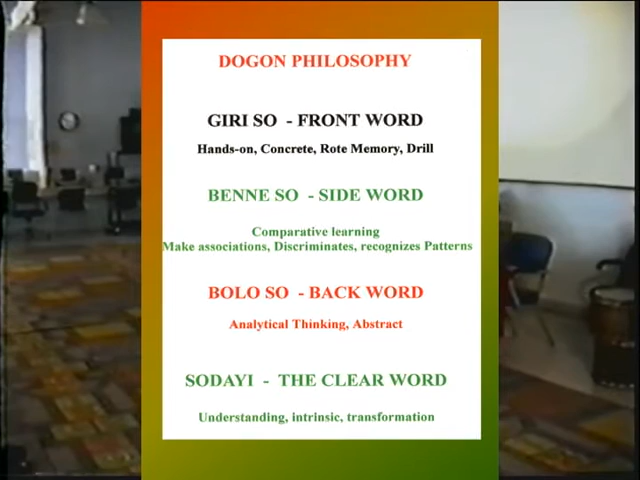 DOGON PHILOSOPHY
GIRI SO - FRONT WORD
Hands-on, Concrete, Rote Memory, Drill
BENNE SO - SIDE WORD
Comparative learning
Make associations, Discriminates, recognizes Patterns
BOLO SO - BACK WORD
Analytical Thinking, Abstract
SODAYI - THE CLEAR WORD
Understanding, intrinsic, transformation